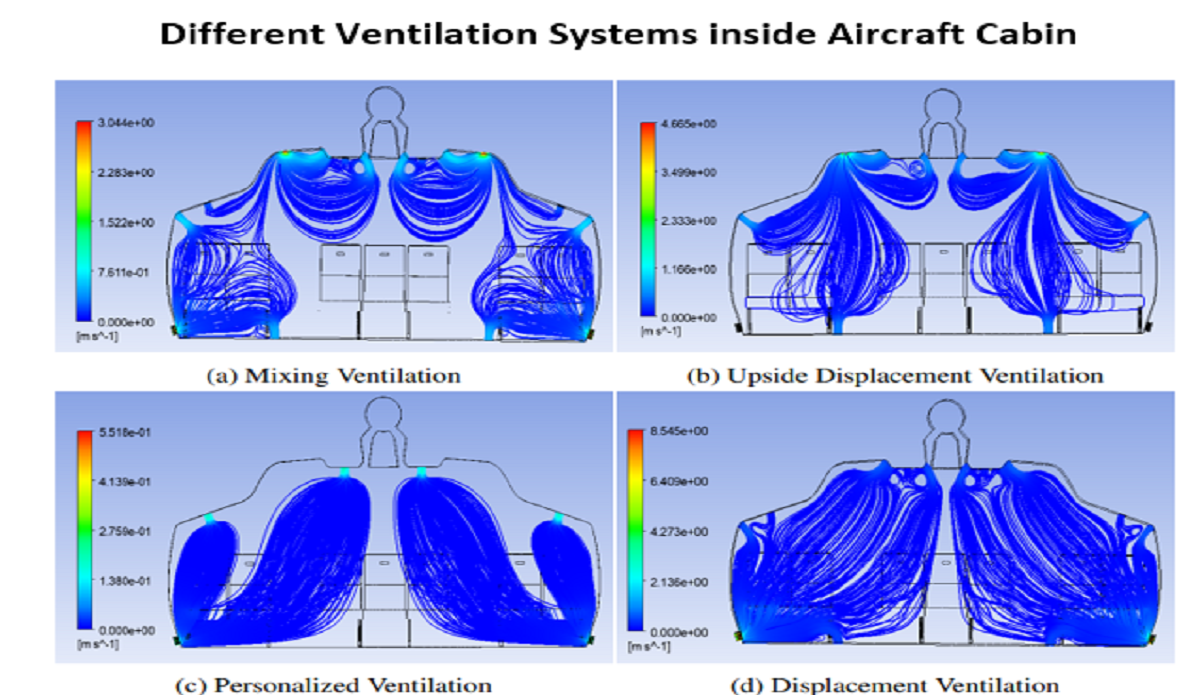 Different Ventilation Systems inside Aircraft Cabin
3.044e+00
2.283e+00
1.522e+00
7.611e-01
0.000e+00
[m s^-1]
(a) Mixing Ventilation
4.665e+00
3.499e+00
2.333e+00
1.166e+00
0.000e+00
[m s^-1]
(b) Upside Displacement Ventilation
5.518e-01
4.139e-01
2.759e-01
1.380e-01
0.000e+00
[m s^-1]
(c) Personalized Ventilation
8.545e+00
6.409e+00
4.273e+00
2.136e+00
0.000e+00
[m s^-1]
(d) Displacement Ventilation